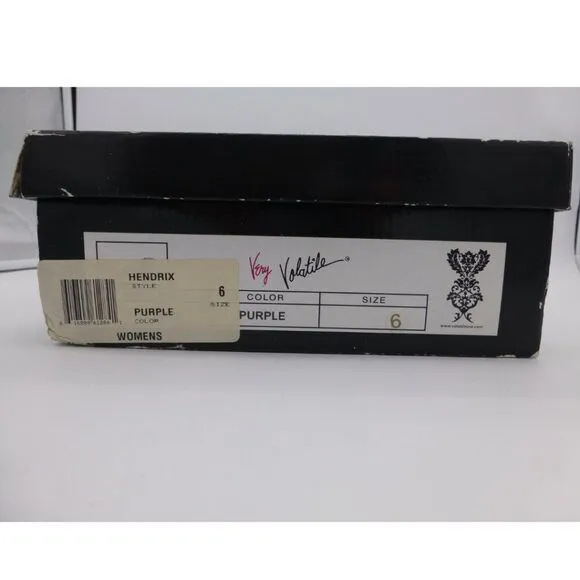 Very Volatile
HENDRIX
STYLE
6
SIZE
PURPLE
COLOR
WOMENS
COLOR
SIZE
PURPLE
6